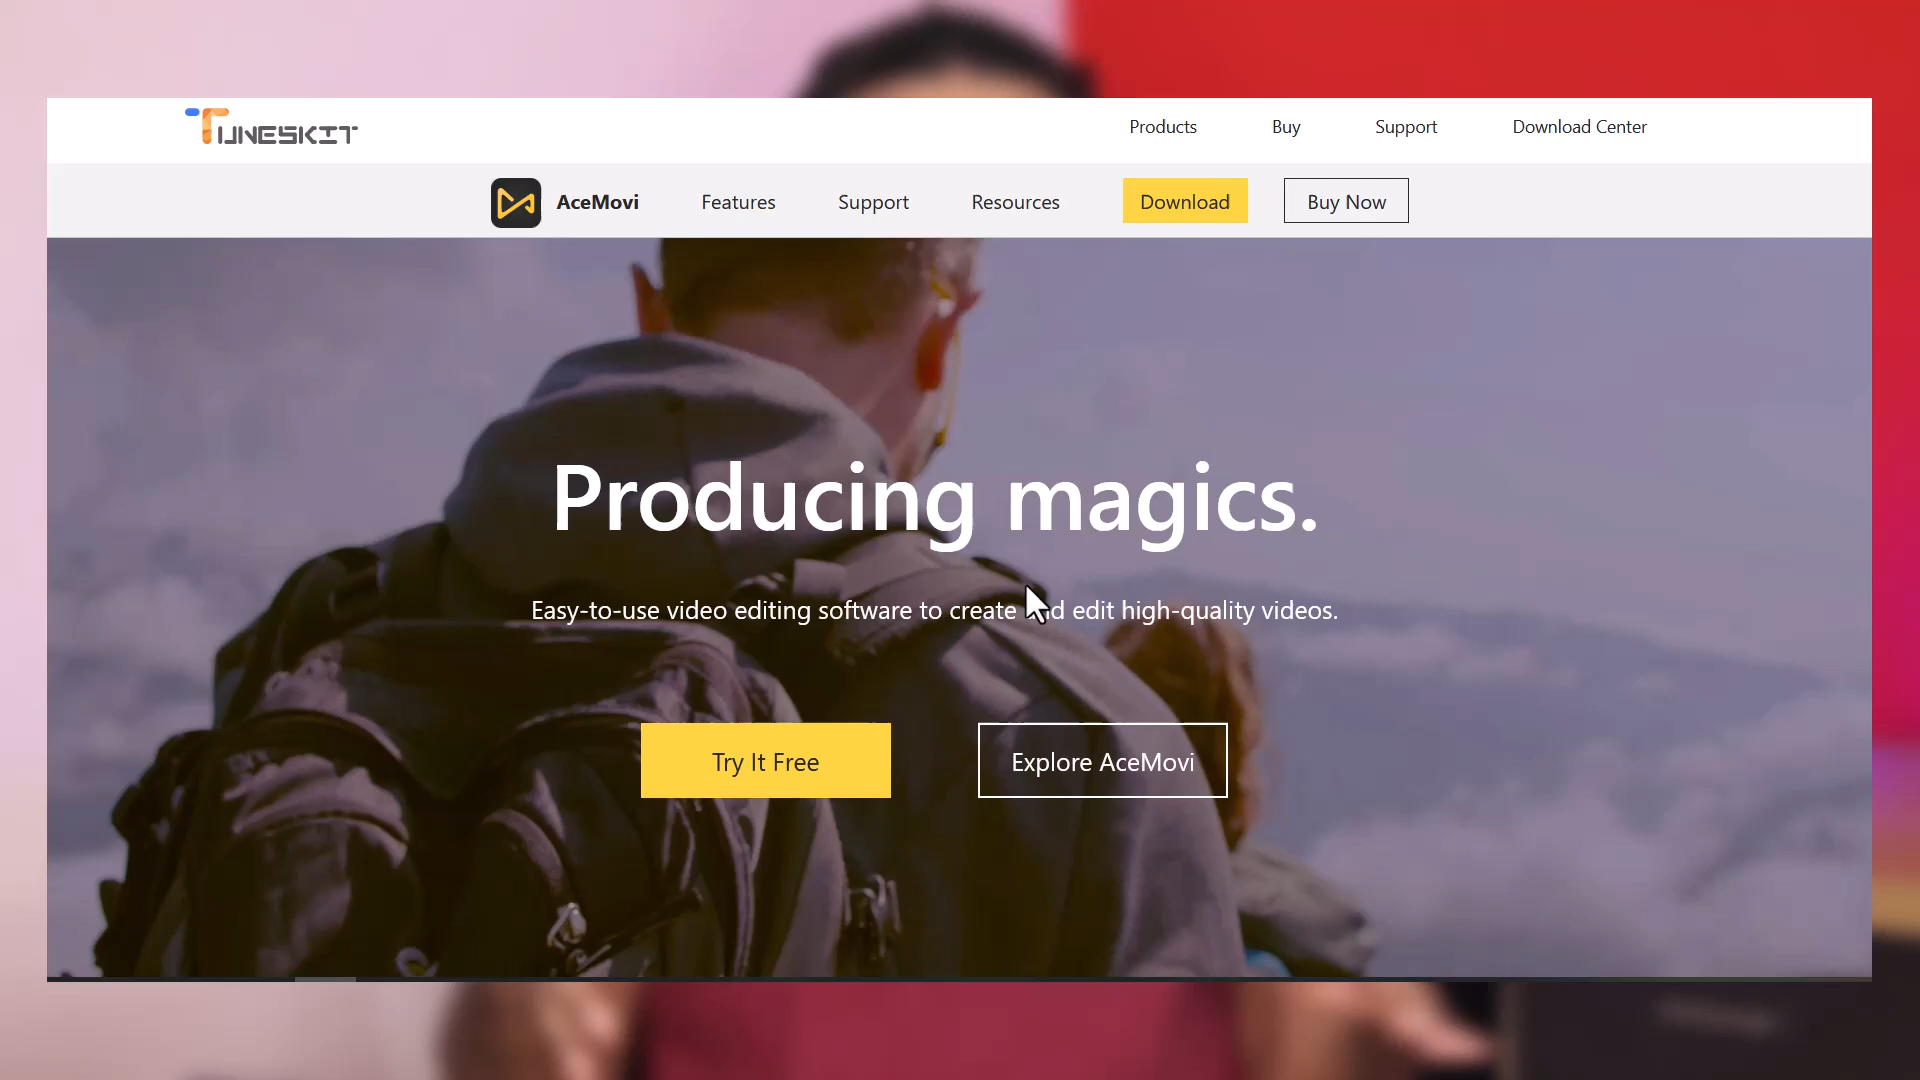 TUNESKIT
Products Buy Support Download Center
AceMovi Features Support Resources Download Buy Now
Producing magics.
Easy-to-use video editing software to create and edit high-quality videos.
Try It Free Explore AceMovi